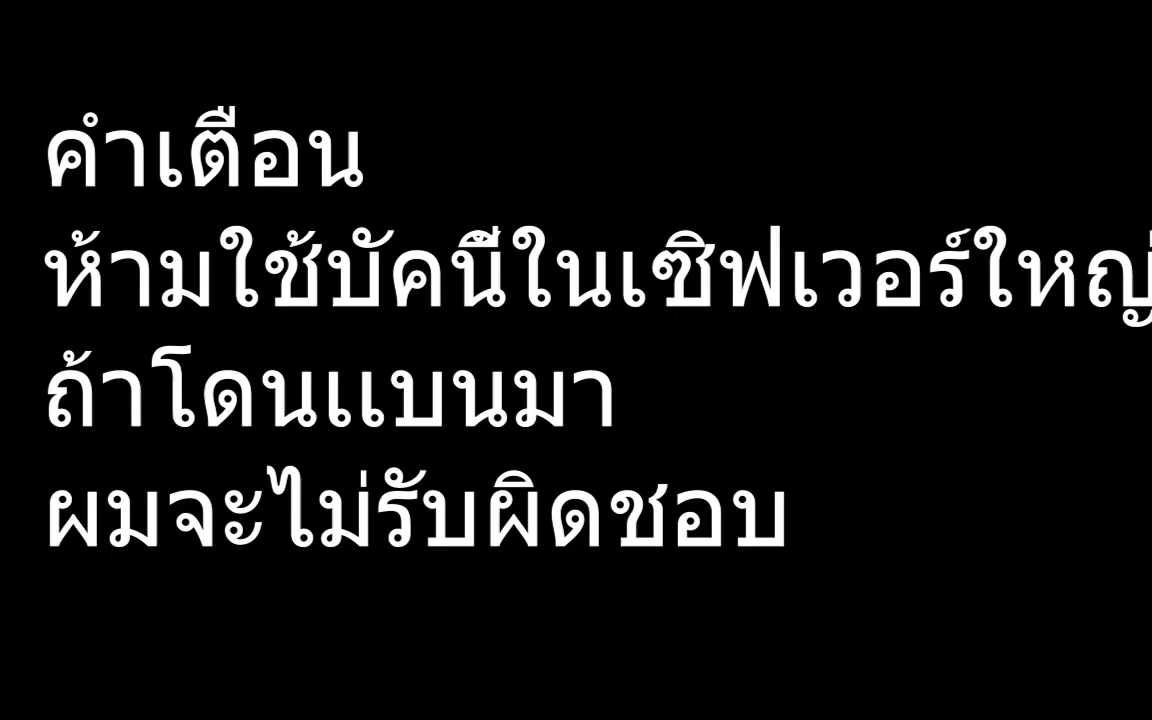 คำเตือน
ห้ามใช้บัคนี้ในเซิฟเวอร์ใหญ่
ถ้าโดนแบนมา
ผมจะไม่รับผิดชอบ